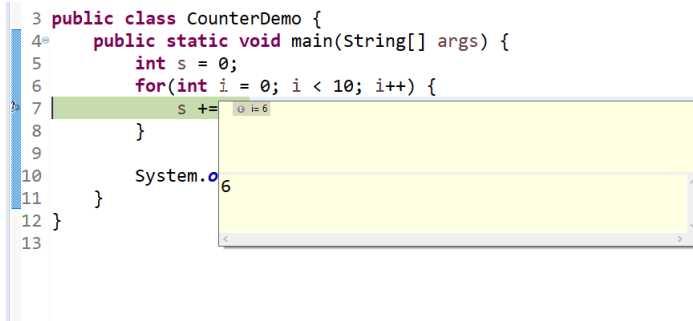 3 public class CounterDemo {
4 public static void main(String[] args) {
5 int s = 0;
6 for(int i = 0; i < 10; i++) {
7 s += i= 6
8 }
9
10 System.o
6
11 }
12 }
13